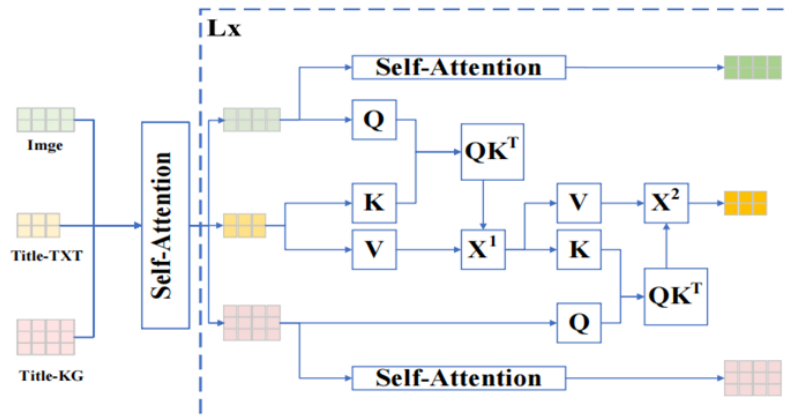 Lx
Self-Attention
Imge
Q
QK^T
Self-Attention
K
V
X^2
Title-TXT
V
X^1
K
QK^T
Q
Title-KG
Self-Attention